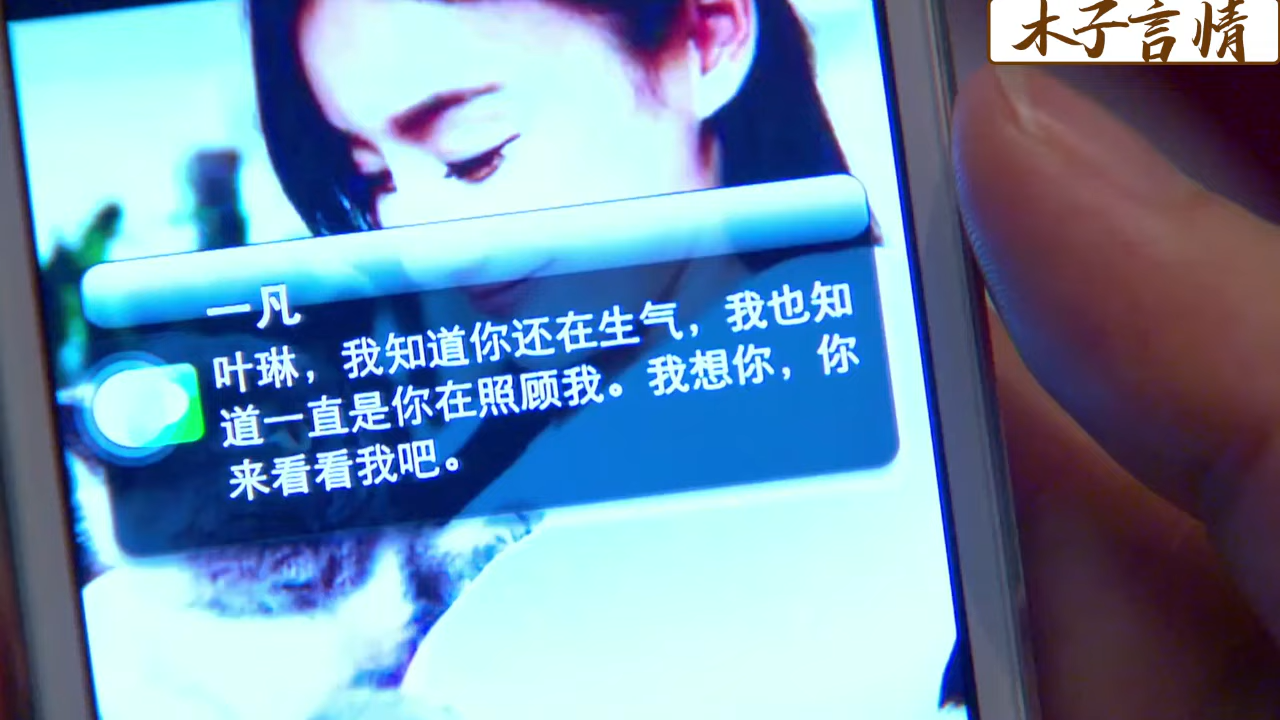 木子言情
一凡
叶琳，我知道你还在生气，我也知
道一直是你在照顾我。我想你，你
来看看我吧。